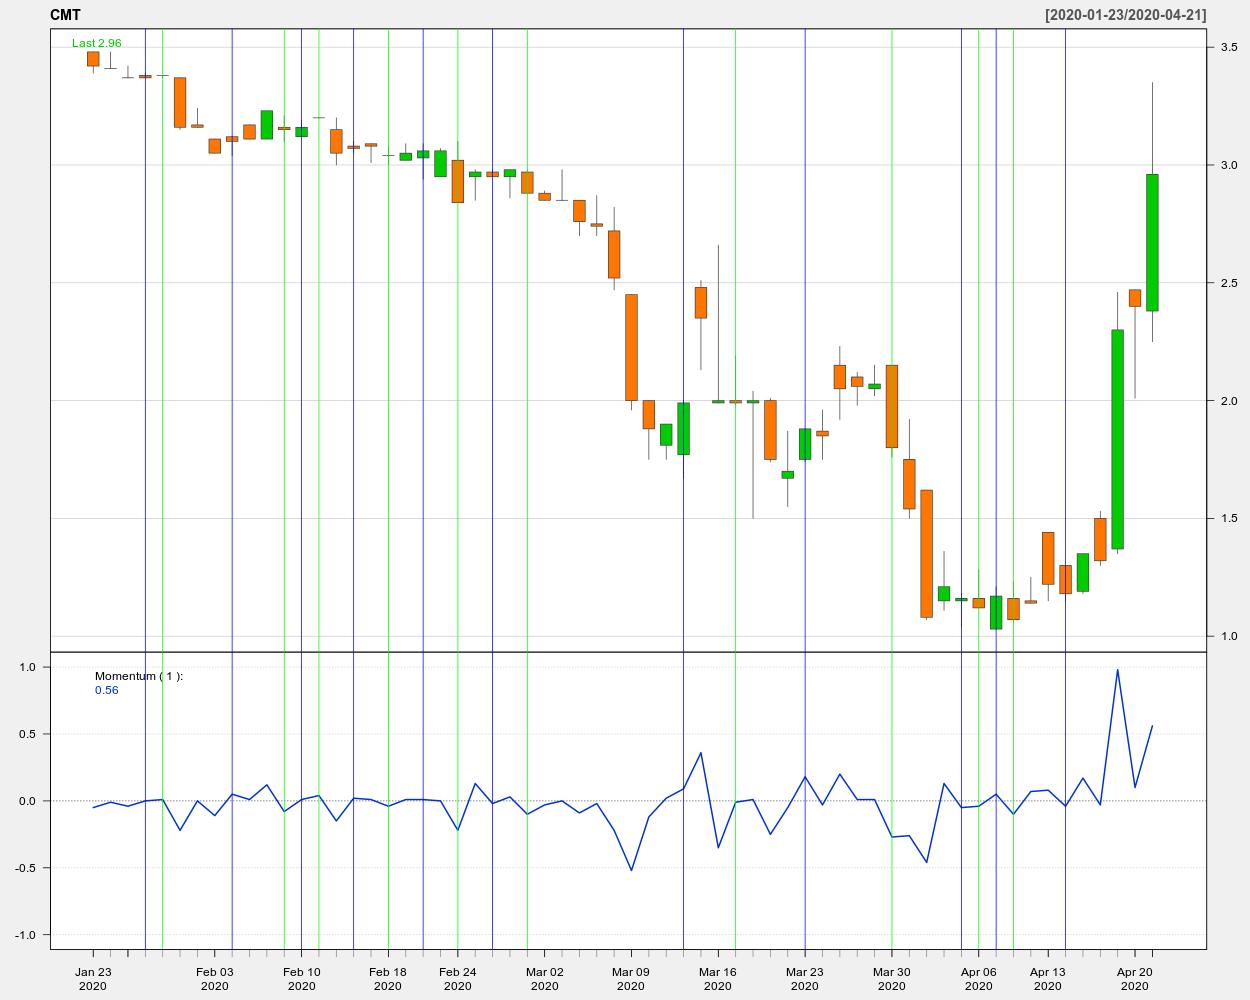 CMT [2020-01-23/2020-04-21]
Last 2.96
3.5
3.0
2.5
2.0
1.5
1.0
Momentum ( 1 ):
0.56
1.0
0.5
0.0
-0.5
-1.0
Jan 23 Feb 03 Feb 10 Feb 18 Feb 24 Mar 02 Mar 09 Mar 16 Mar 23 Mar 30 Apr 06 Apr 13 Apr 20
2020 2020 2020 2020 2020 2020 2020 2020 2020 2020 2020 2020 2020